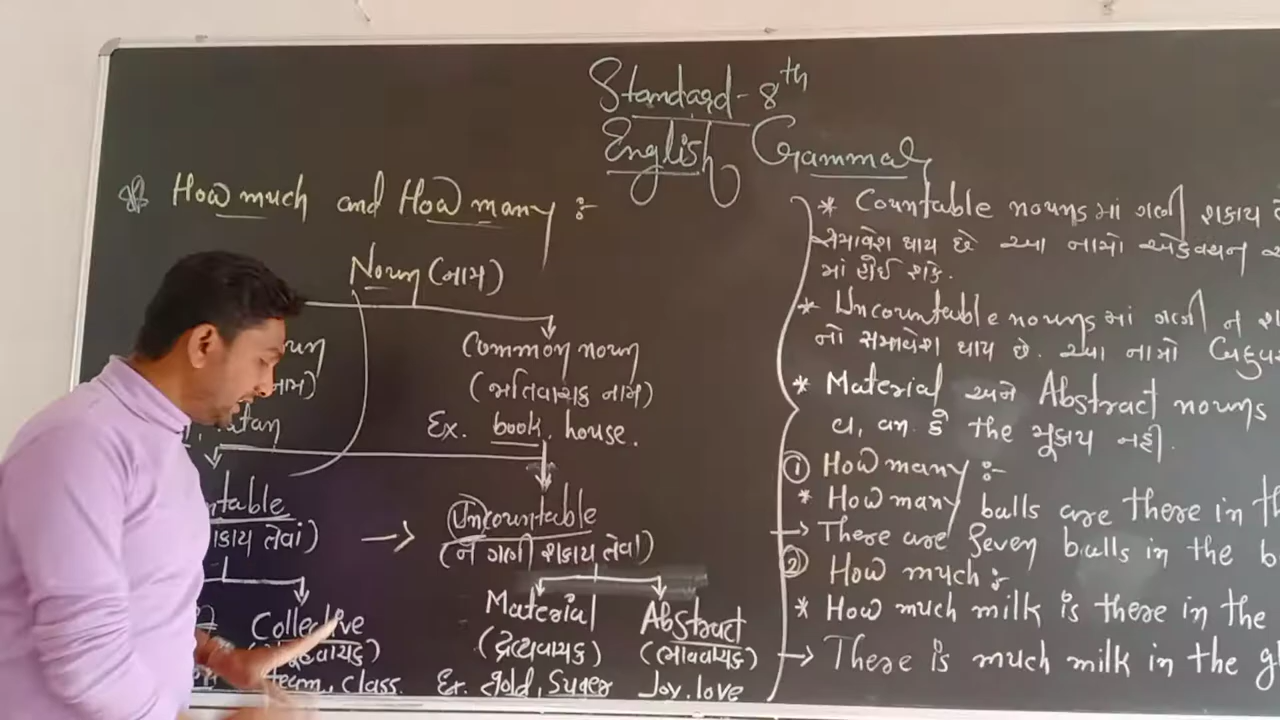 Standard - 8th
English Grammar
* How much and How many :-
Noun (નામ)
Common noun
(જાતિવાચક નામ)
નામ)
Ex. book, house.
Uncountable
કાય તેવાં) → (ન ગણી શકાય તેવાં)
Collective
Material Abstract
(દ્રવ્યવાચક) (ભાવવાચક)
team, class. Ex. gold, Suger Joy, love
* Countable nouns માં ગણી શકાય
સમાવેશ થાય છે આ નામો એકવચન
માં હોઈ શકે.
* Uncountable nouns માં ગણી ન
નો સમાવેશ થાય છે. આ નામો
* Material અને Abstract nouns
a, an કે the મૂકાય નહીં.
① How many :-
* How many balls are there in
→ There are Seven balls in the
② How much :-
* How much milk is there in the
→ There is much milk in the